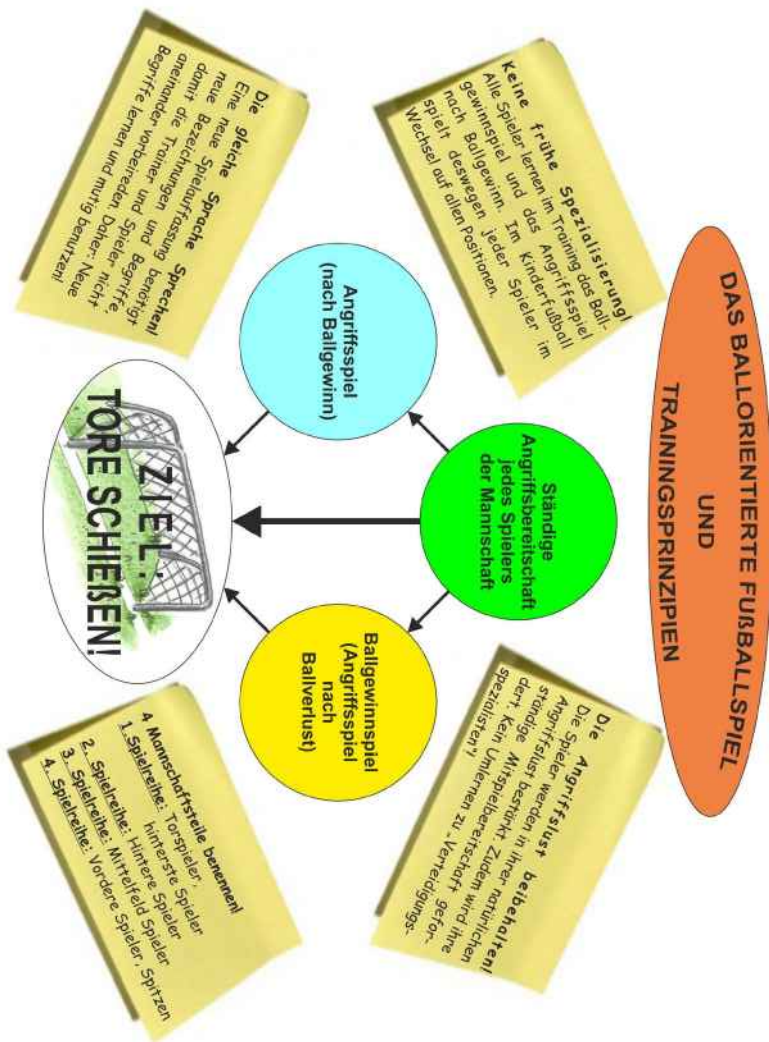 DAS BALLORIENTIERTE FUßBALLSPIEL
UND
TRAININGSPRINZIPIEN
Keine frühe Spezialisierung!
Alle Spieler lernen im Training das Ball-
gewinnspiel und das Angriffsspiel
nach Ballgewinn. Im Kinderfußball
spielt deswegen jeder Spieler im
Wechsel auf allen Positionen.
Die Angriffslust beibehalten!
Die Spieler werden in ihrer natürlichen
Angriffslust bestärkt. Zudem wird ihre
ständige Mitspielbereitschaft gefor-
dert. Kein Umlernen zu „Verteidigungs-
spezialisten“!
Ständige
Angriffsbereitschaft
jedes Spielers
der Mannschaft
Angriffsspiel
(nach Ballgewinn)
Ballgewinnspiel
(Angriffsspiel
nach
Ballverlust)
Die gleiche Sprache Sprechen!
Eine neue Spielauffassung benötigt
neue Bezeichnungen und Begriffe,
damit die Trainer und Spieler nicht
aneinander vorbeireden. Daher: Neue
Begriffe lernen und mutig benutzen!
ZIEL:
TORE SCHIEßEN!
4 Mannschaftsteile benennen!
1. Spielreihe: Torspieler,
hinterste Spieler
2. Spielreihe: Hintere Spieler
3. Spielreihe: Mittelfeld Spieler
4. Spielreihe: Vordere Spieler, Spitzen